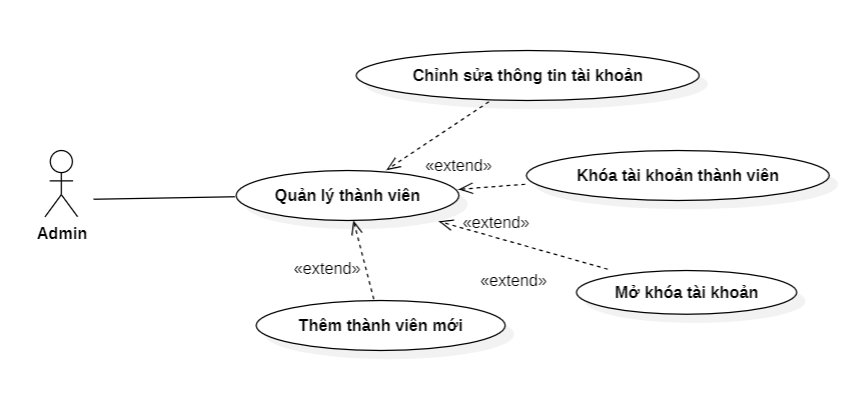 Chỉnh sửa thông tin tài khoản
«extend»
Khóa tài khoản thành viên
Quản lý thành viên
«extend»
Admin
«extend»
«extend»
Mở khóa tài khoản
Thêm thành viên mới